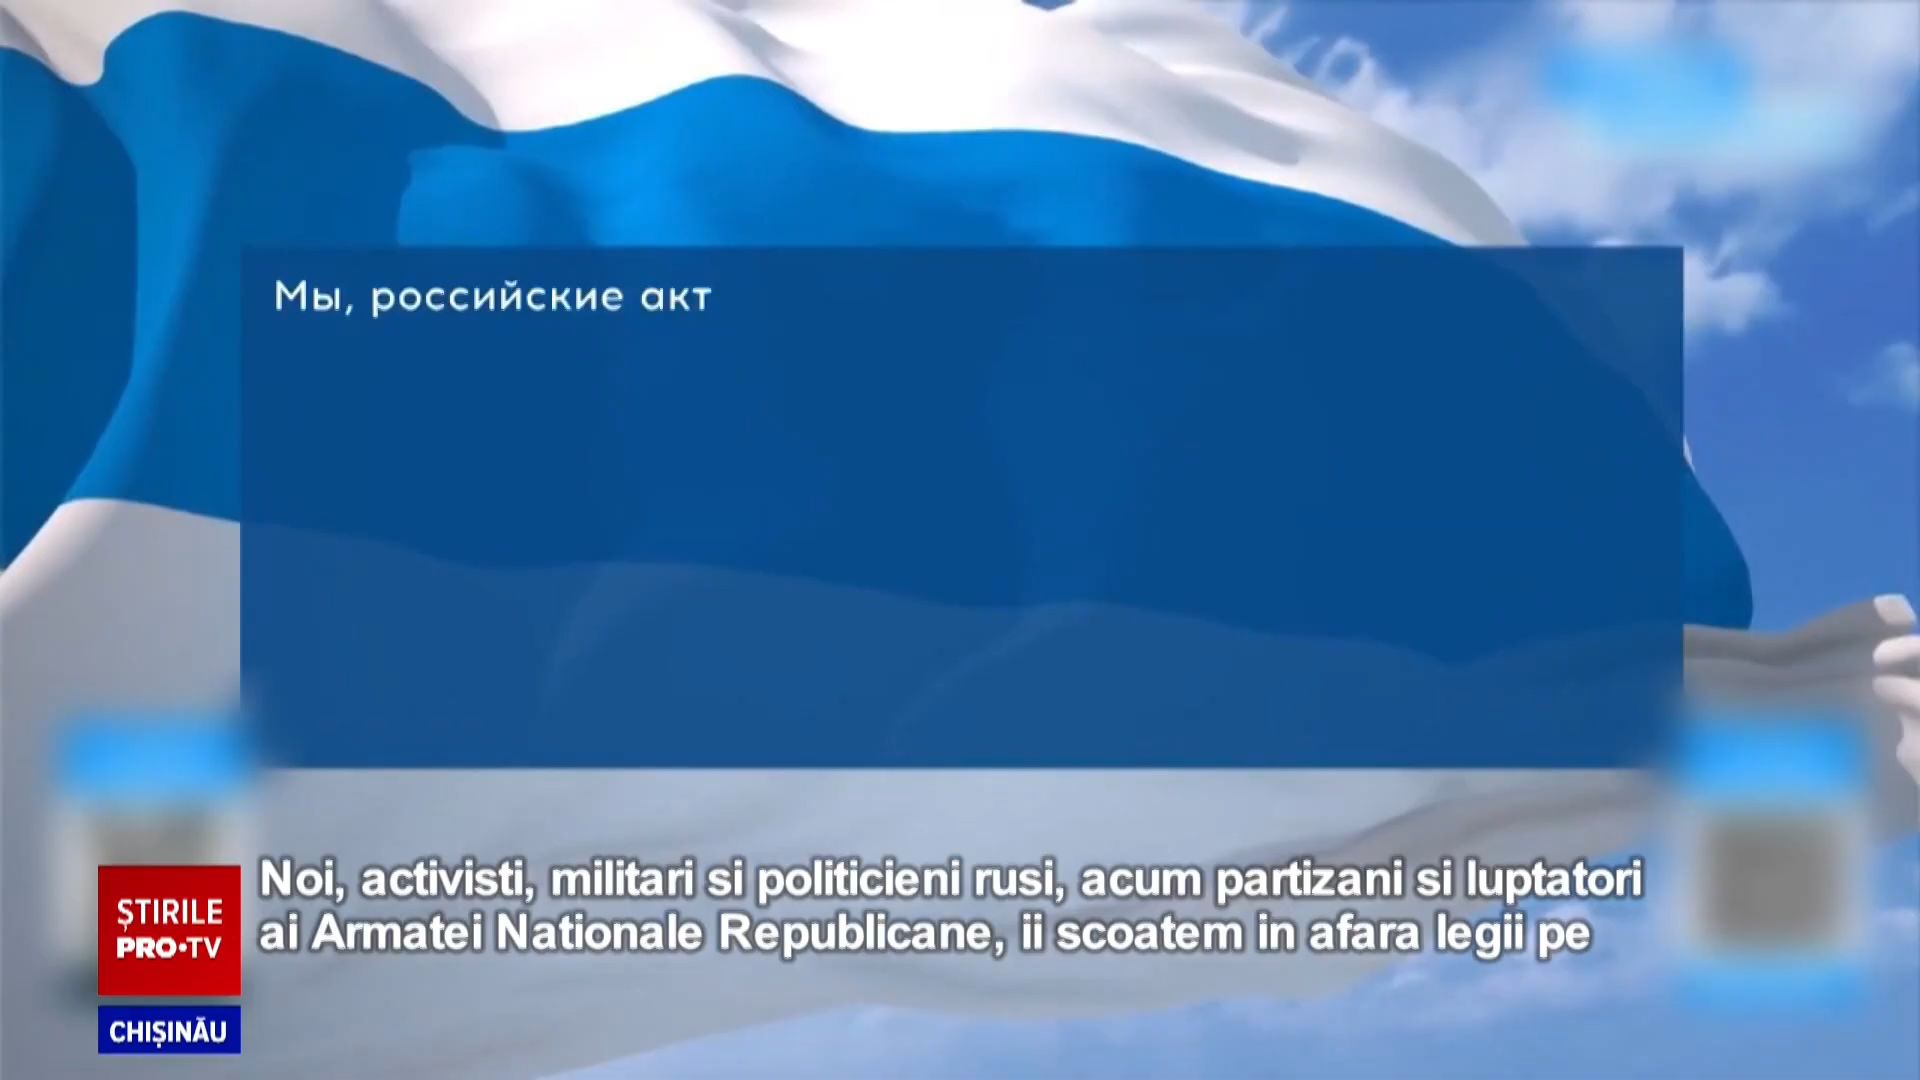 Мы, российские акт
Noi, activisti, militari si politicieni rusi, acum partizani si luptatori
ai Armatei Nationale Republicane, ii scoatem in afara legii pe
ȘTIRILE
PRO•TV
CHIȘINĂU